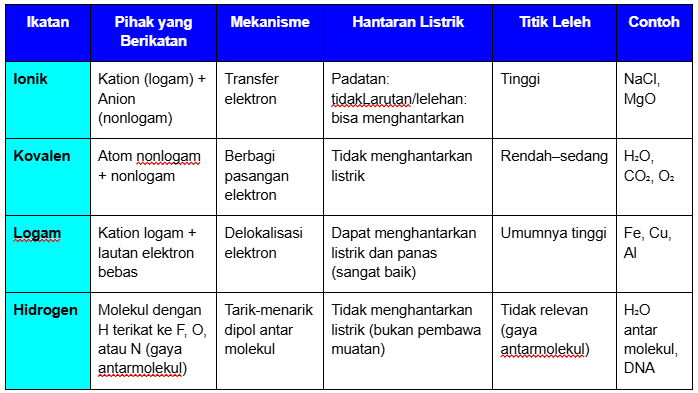 Ikatan
Pihak yang
Berikatan
Mekanisme
Hantaran Listrik
Titik Leleh
Contoh
Ionik
Kation (logam) +
Anion
(nonlogam)
Transfer
elektron
Padatan:
tidakLarutan/lelehan:
bisa menghantarkan
Tinggi
NaCl,
MgO
Kovalen
Atom nonlogam
+ nonlogam
Berbagi
pasangan
elektron
Tidak menghantarkan
listrik
Rendah–sedang
H₂O,
CO₂, O₂
Logam
Kation logam +
lautan elektron
bebas
Delokalisasi
elektron
Dapat menghantarkan
listrik dan panas
(sangat baik)
Umumnya tinggi
Fe, Cu,
Al
Hidrogen
Molekul dengan
H terikat ke F, O,
atau N (gaya
antarmolekul)
Tarik-menarik
dipol antar
molekul
Tidak menghantarkan
listrik (bukan pembawa
muatan)
Tidak relevan
(gaya
antarmolekul)
H₂O
antar
molekul,
DNA